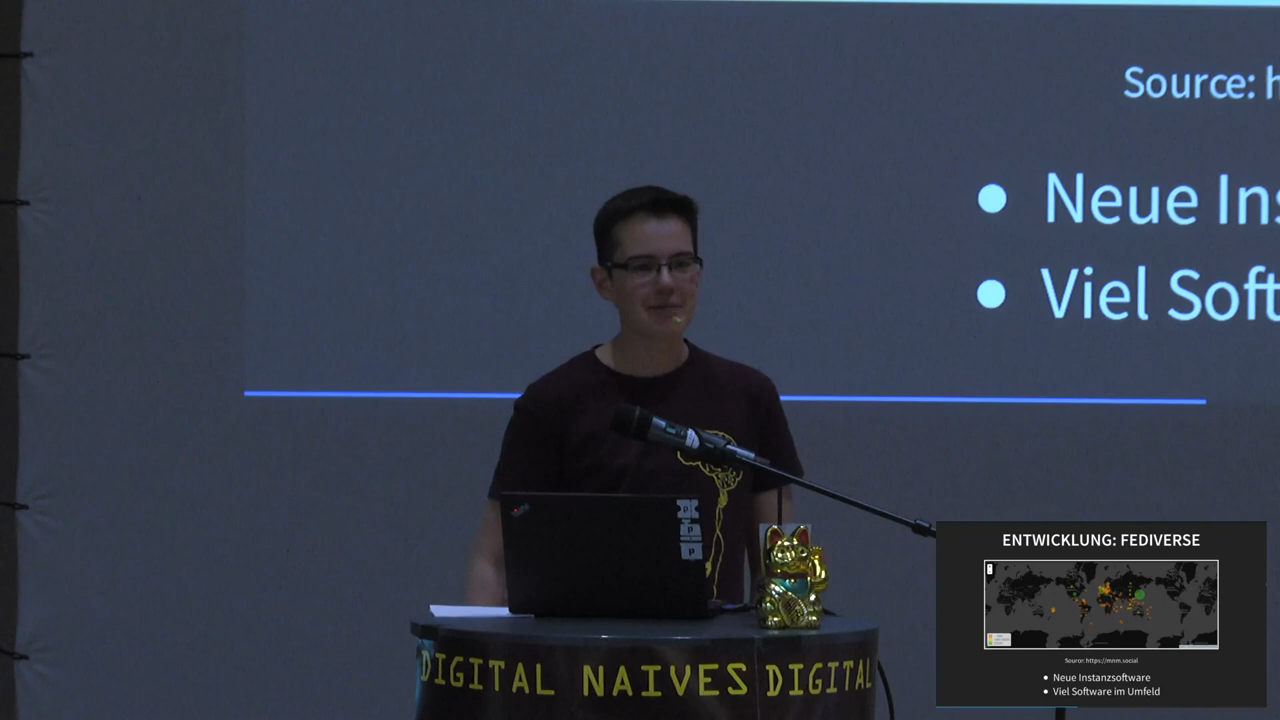 Source: h
Neue Ins
Viel Soft
p
p
p
DIGITAL NAIVES DIGITAL
ENTWICKLUNG: FEDIVERSE
Source: https://mnm.social
Neue Instanzsoftware
Viel Software im Umfeld